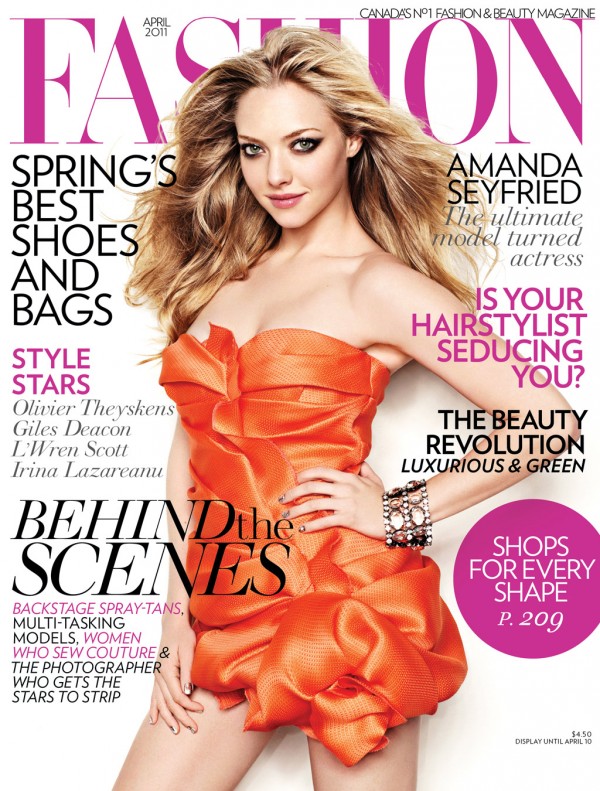 CANADA'S Nº1 FASHION & BEAUTY MAGAZINE
FASHION
APRIL
2011
SPRING'S
BEST
SHOES
AND
BAGS
STYLE
STARS
Olivier Theyskens
Giles Deacon
L'Wren Scott
Irina Lazareanu
BEHIND the
SCENES
BACKSTAGE SPRAY-TANS,
MULTI-TASKING
MODELS, WOMEN
WHO SEW COUTURE &
THE PHOTOGRAPHER
WHO GETS THE
STARS TO STRIP
AMANDA
SEYFRIED
The ultimate
model turned
actress
IS YOUR
HAIRSTYLIST
SEDUCING
YOU?
THE BEAUTY
REVOLUTION
LUXURIOUS & GREEN
SHOPS
FOR EVERY
SHAPE
P. 209
$4.50
DISPLAY UNTIL APRIL 10